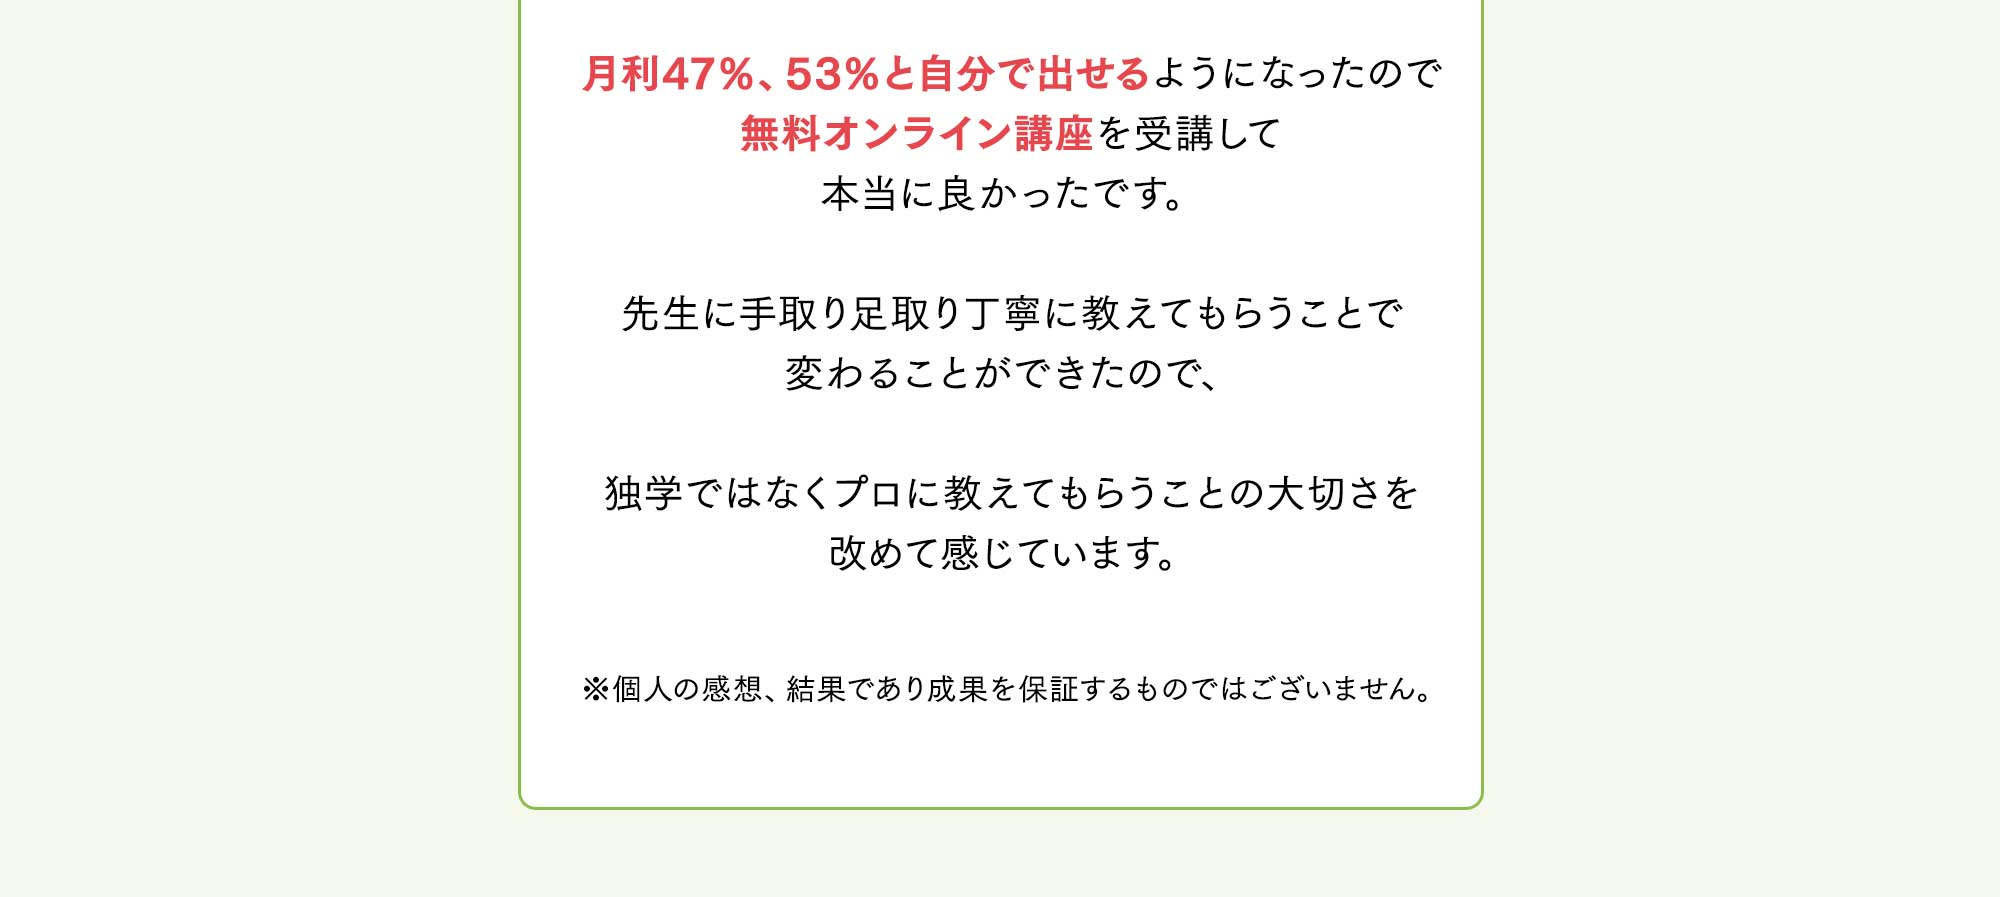 月利47%、53%と自分で出せるようになったので
無料オンライン講座を受講して
本当に良かったです。
先生に手取り足取り丁寧に教えてもらうことで
変わることができたので、
独学ではなくプロに教えてもらうことの大切さを
改めて感じています。
※個人の感想、結果であり成果を保証するものではございません。